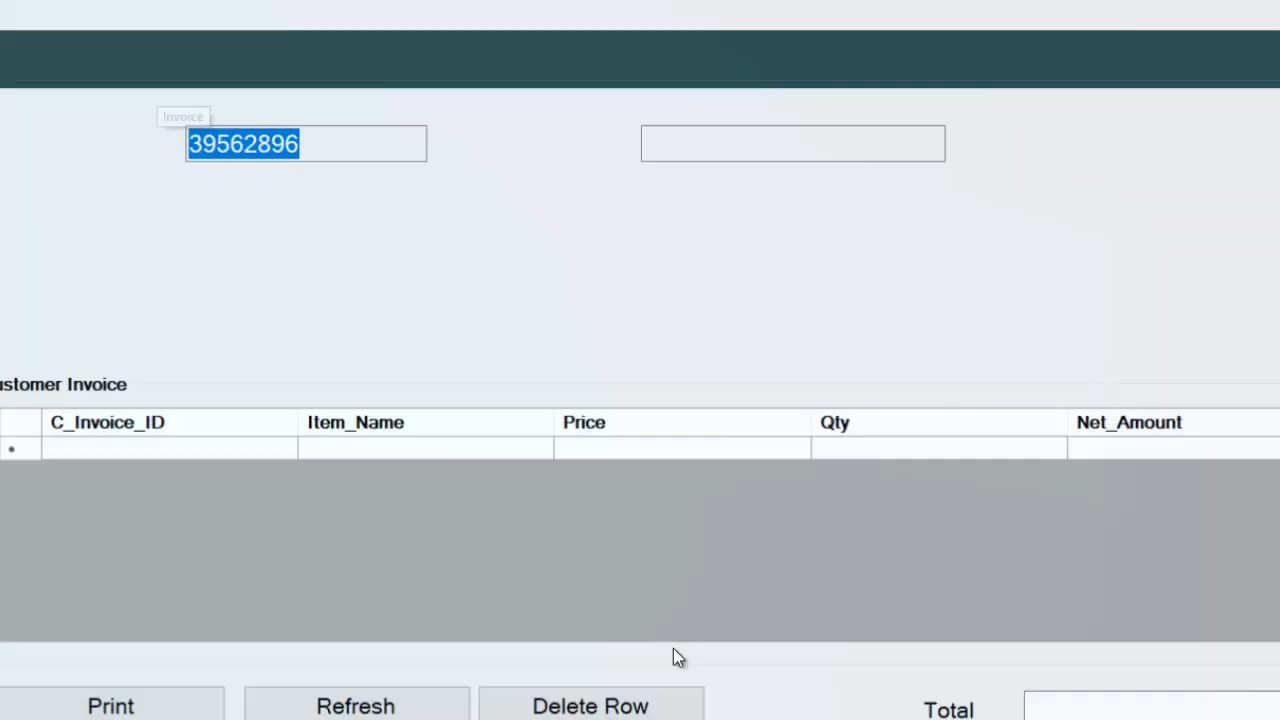 Invoice
39562896
ustomer Invoice
C_Invoice_ID Item_Name Price Qty Net_Amount
Print Refresh Delete Row Total